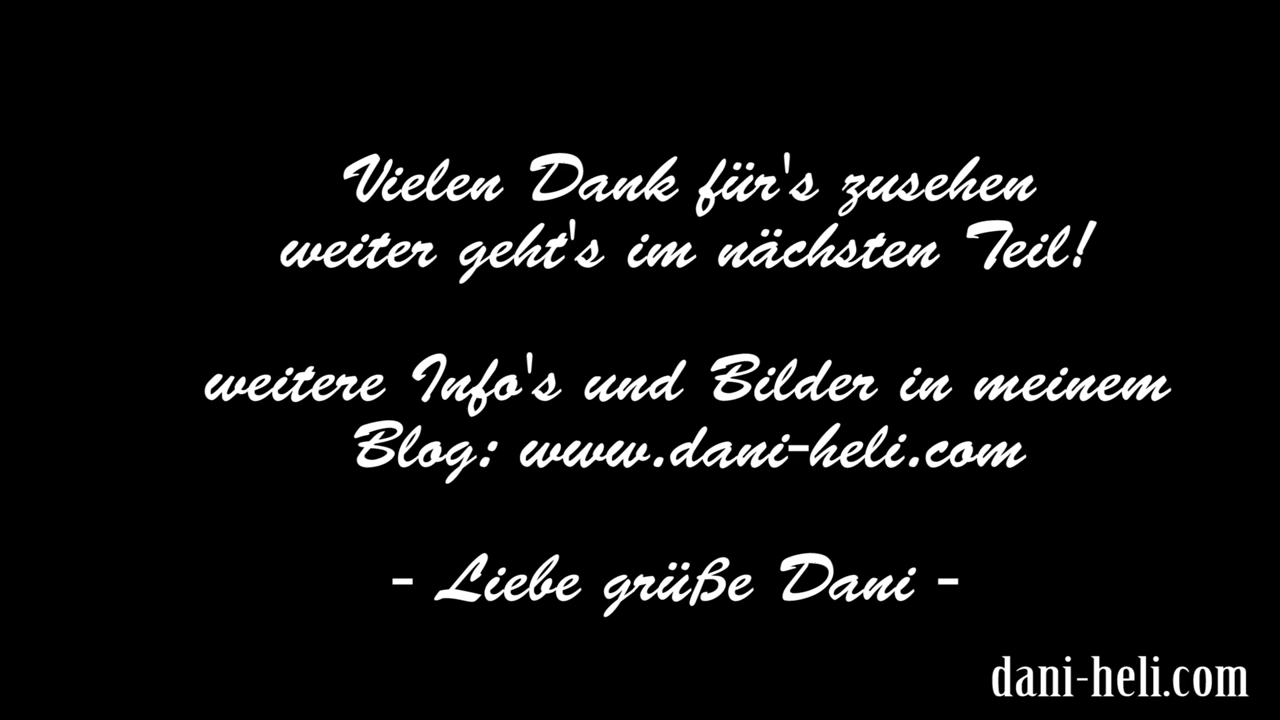 Vielen Dank für's zusehen
weiter geht's im nächsten Teil!
weitere Info's und Bilder in meinem
Blog: www.dani-heli.com
- Liebe grüße Dani -
dani-heli.com